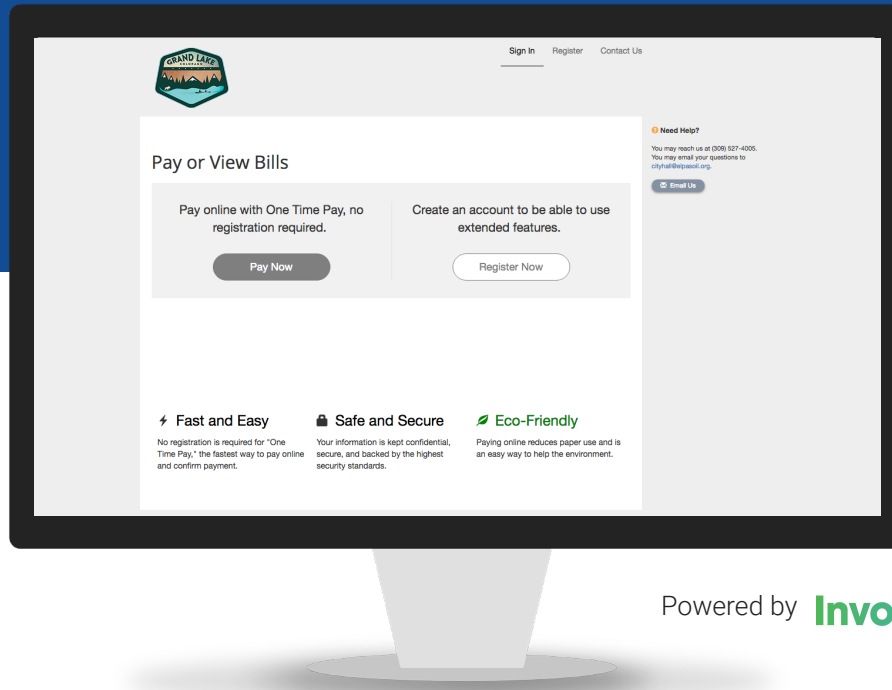 GRAND LAKE
COLORADO
Sign In Register Contact Us
Need Help?
You may reach us at (309) 527-4005.
You may email your questions to
cityhall@elpasoil.org.
Email Us
Pay or View Bills
Pay online with One Time Pay, no
registration required.
Pay Now
Create an account to be able to use
extended features.
Register Now
Fast and Easy
No registration is required for "One
Time Pay," the fastest way to pay online
and confirm payment.
Safe and Secure
Your information is kept confidential,
secure, and backed by the highest
security standards.
Eco-Friendly
Paying online reduces paper use and is
an easy way to help the environment.
Powered by Invo